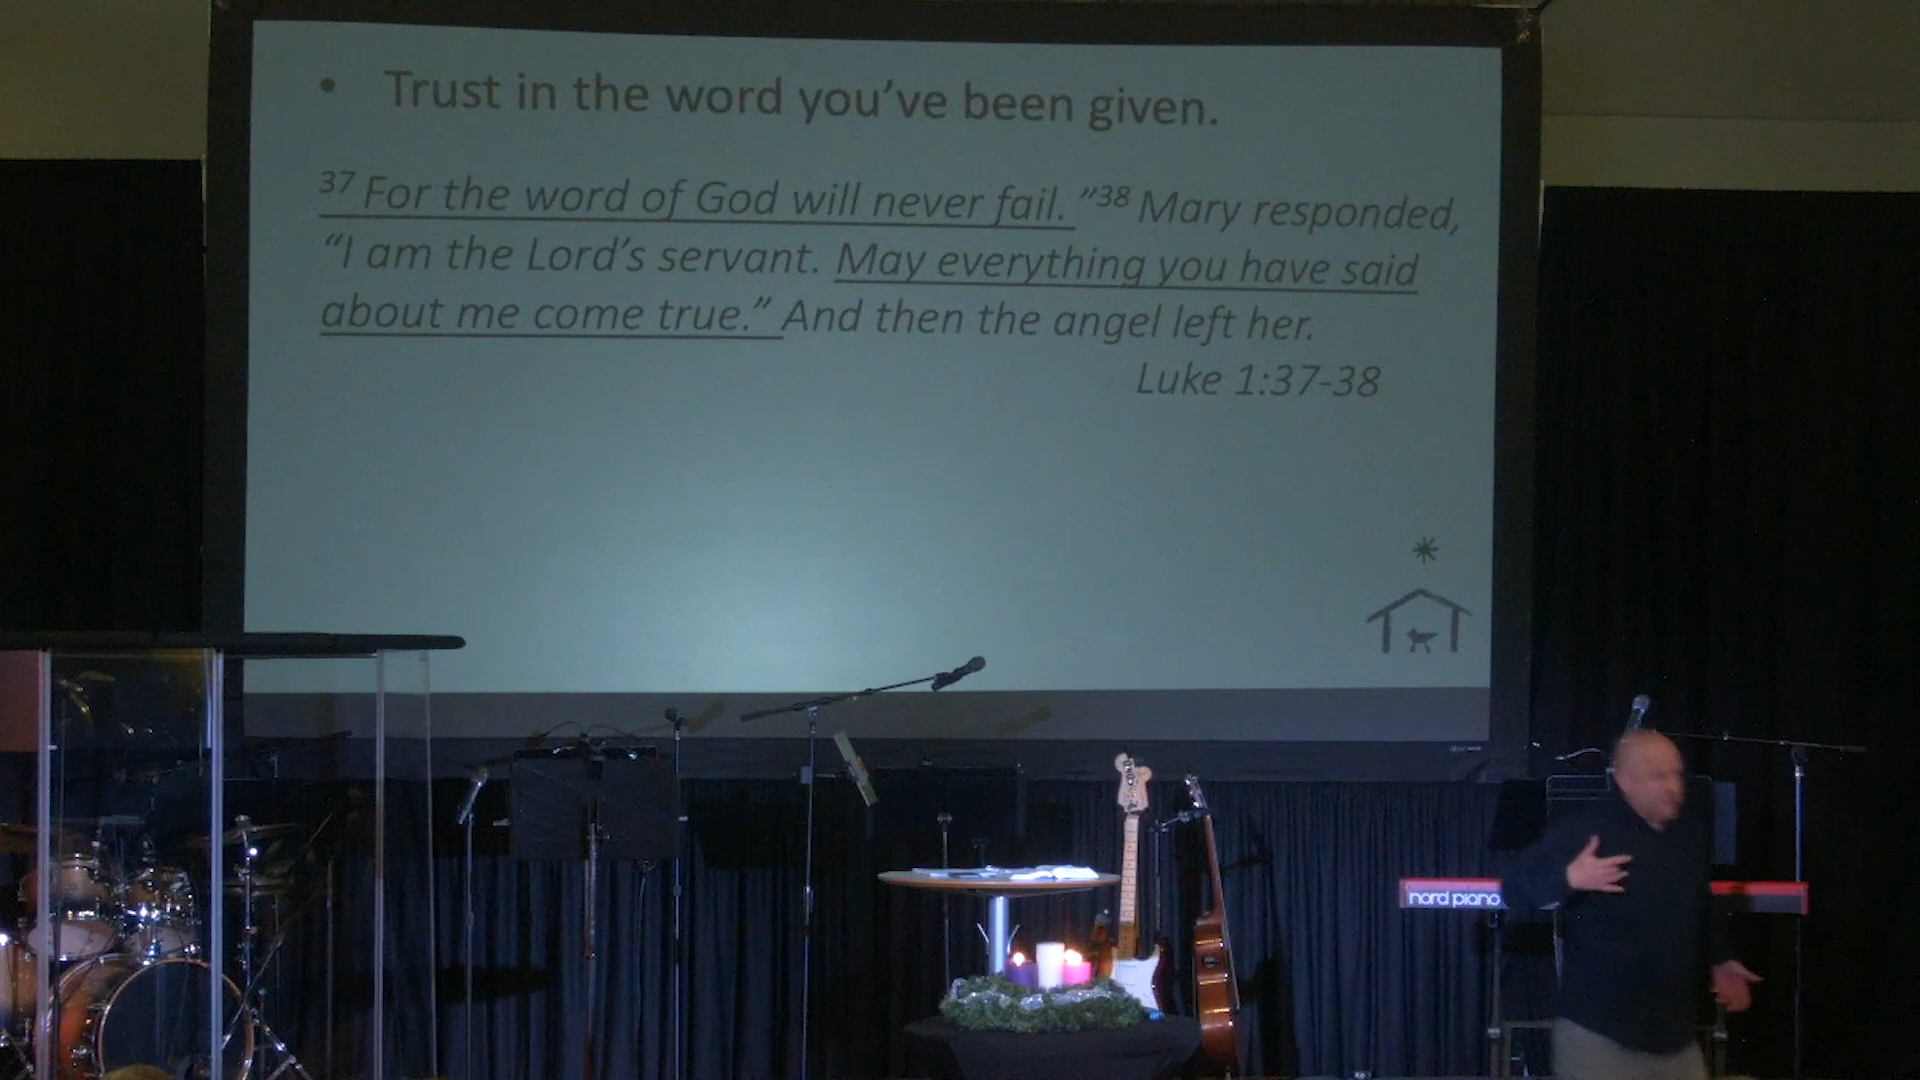 • Trust in the word you’ve been given.
37 For the word of God will never fail. ”38 Mary responded,
“I am the Lord’s servant. May everything you have said
about me come true.” And then the angel left her.
Luke 1:37-38
nord piano